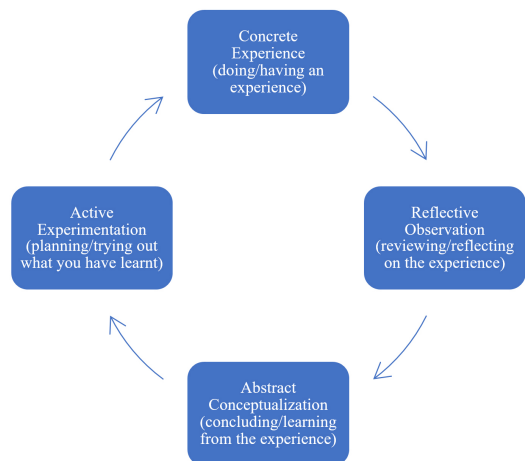 Concrete
Experience
(doing/having an
experience)
Reflective
Observation
(reviewing/reflecting
on the experience)
Abstract
Conceptualization
(concluding/learning
from the experience)
Active
Experimentation
(planning/trying out
what you have learnt)